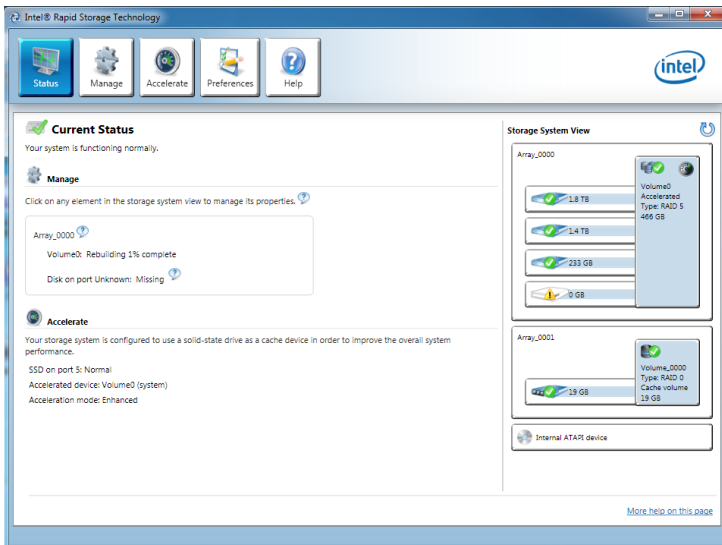 Intel® Rapid Storage Technology
Status
Manage
Accelerate
Preferences
Help
intel
Current Status
Your system is functioning normally.
Manage
Click on any element in the storage system view to manage its properties.
Array_0000
Volume0: Rebuilding 1% complete
Disk on port Unknown: Missing
Accelerate
Your storage system is configured to use a solid-state drive as a cache device in order to improve the overall system
performance.
SSD on port 5: Normal
Accelerated device: Volume0 (system)
Acceleration mode: Enhanced
Storage System View
Array_0000
1.8 TB
1.4 TB
233 GB
0 GB
Volume0
Accelerated
Type: RAID 5
466 GB
Array_0001
19 GB
Volume_0000
Type: RAID 0
Cache volume
19 GB
Internal ATAPI device
More help on this page